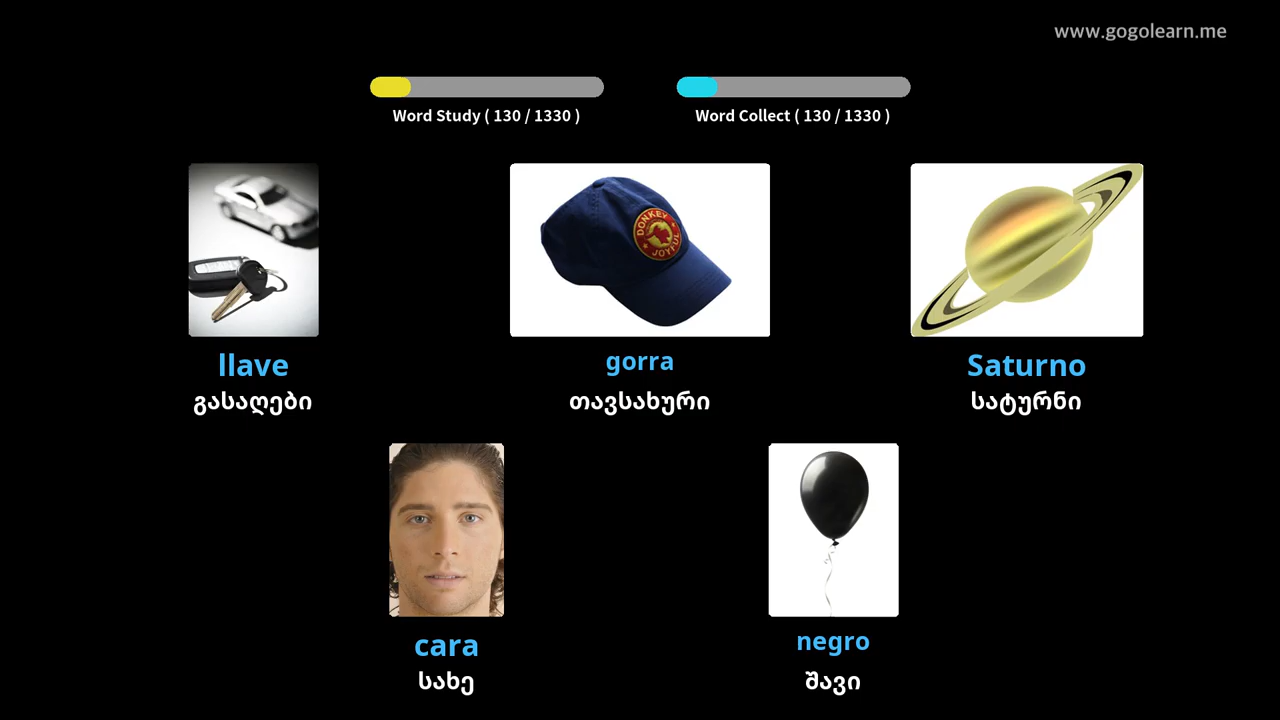 www.gogolearn.me
Word Study ( 130 / 1330 )
Word Collect ( 130 / 1330 )
DONKEY
JOYFUL
llave
გასაღები
gorra
თავსახური
Saturno
სატურნი
cara
სახე
negro
შავი